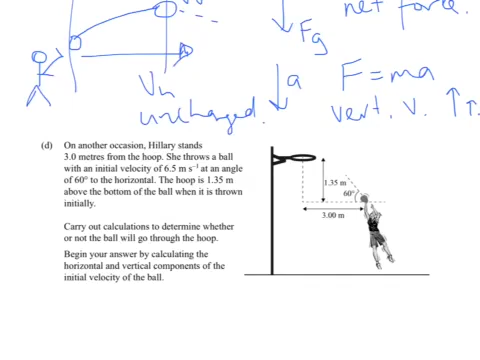 net force.
Fg
Vh
unchanged.
a
F = ma
vert. v. ↑↑
(d) On another occasion, Hillary stands
3.0 metres from the hoop. She throws a ball
with an initial velocity of 6.5 m s⁻¹ at an angle
of 60° to the horizontal. The hoop is 1.35 m
above the bottom of the ball when it is thrown
initially.
Carry out calculations to determine whether
or not the ball will go through the hoop.
Begin your answer by calculating the
horizontal and vertical components of the
initial velocity of the ball.
1.35 m
60°
3.00 m